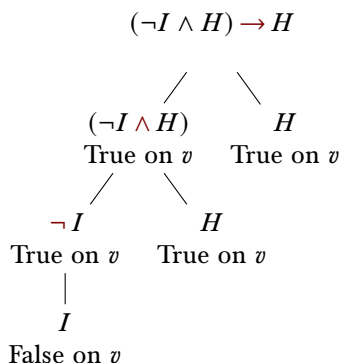 (¬I ∧ H) → H
(¬I ∧ H) H
True on v True on v
¬ I H
True on v True on v
I
False on v